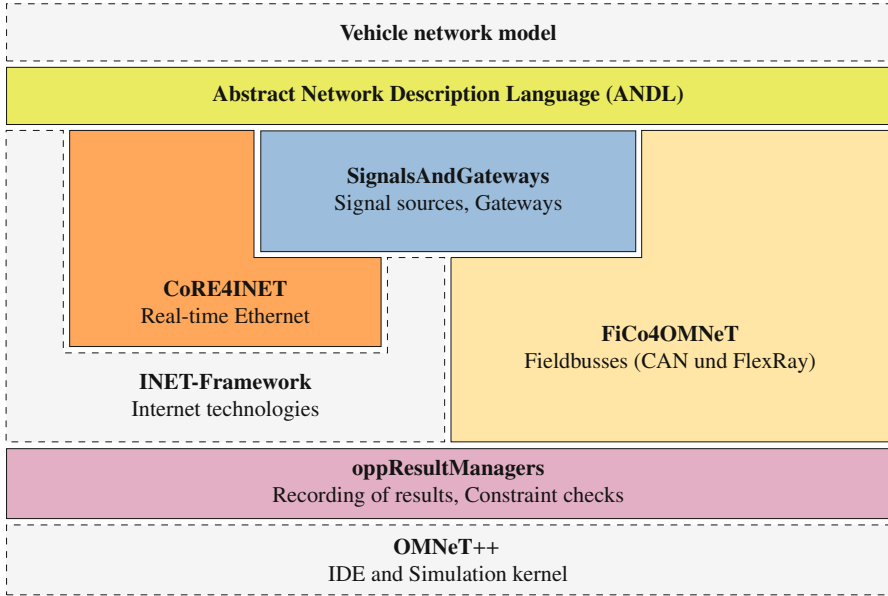 Vehicle network model
Abstract Network Description Language (ANDL)
SignalsAndGateways
Signal sources, Gateways
CoRE4INET
Real-time Ethernet
FiCo4OMNeT
Fieldbusses (CAN und FlexRay)
INET-Framework
Internet technologies
oppResultManagers
Recording of results, Constraint checks
OMNeT++
IDE and Simulation kernel